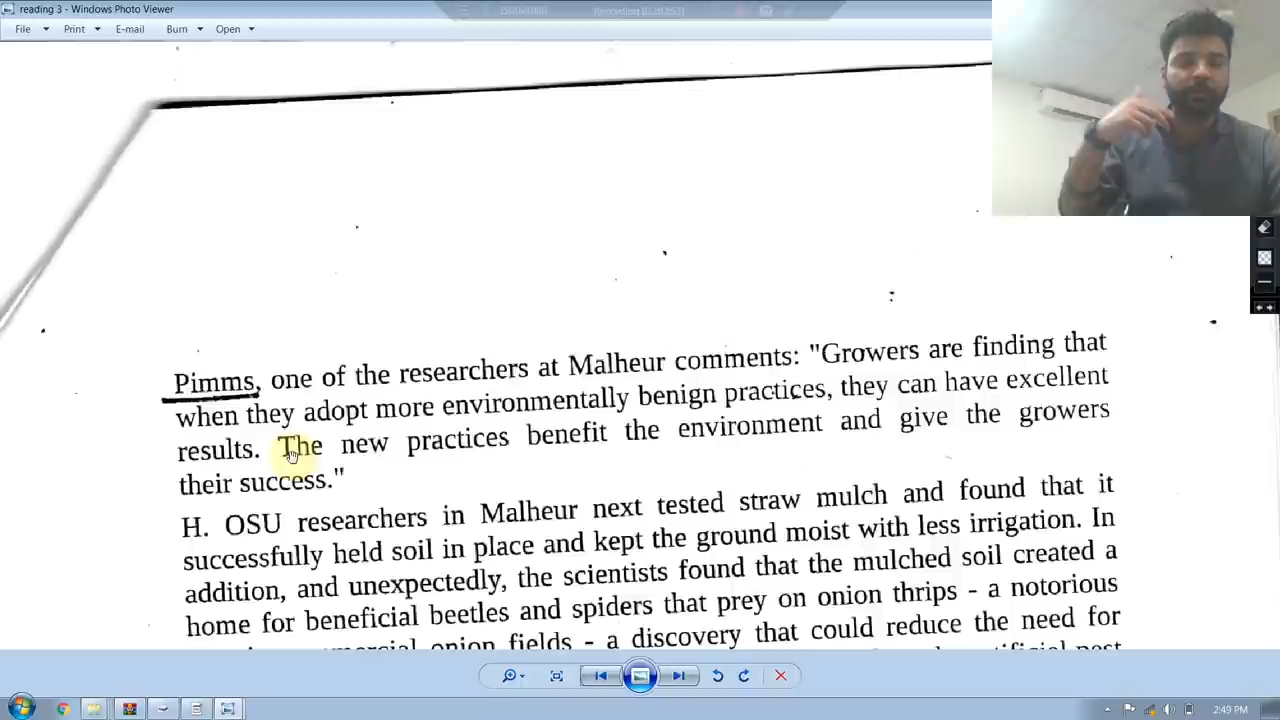 reading 3 - Windows Photo Viewer
File Print E-mail Burn Open
Pimms, one of the researchers at Malheur comments: "Growers are finding that
when they adopt more environmentally benign practices, they can have excellent
results. The new practices benefit the environment and give the growers
their success."
H. OSU researchers in Malheur next tested straw mulch and found that it
successfully held soil in place and kept the ground moist with less irrigation. In
addition, and unexpectedly, the scientists found that the mulched soil created a
home for beneficial beetles and spiders that prey on onion thrips - a notorious
onion fields - a discovery that could reduce the need for
2:49 PM